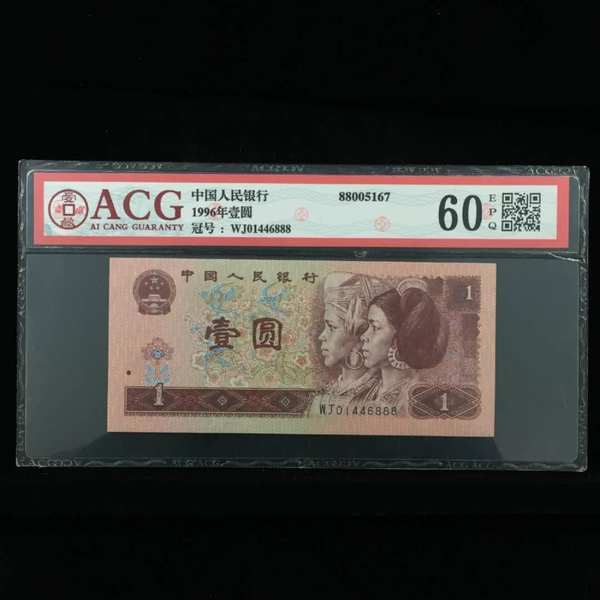 ACG
AI CANG GUARANTY
中国人民银行
1996年壹圆
冠号：WJ01446888
88005167
60
EPQ
中国人民银行
壹圆
1
1
1
WJ01446888